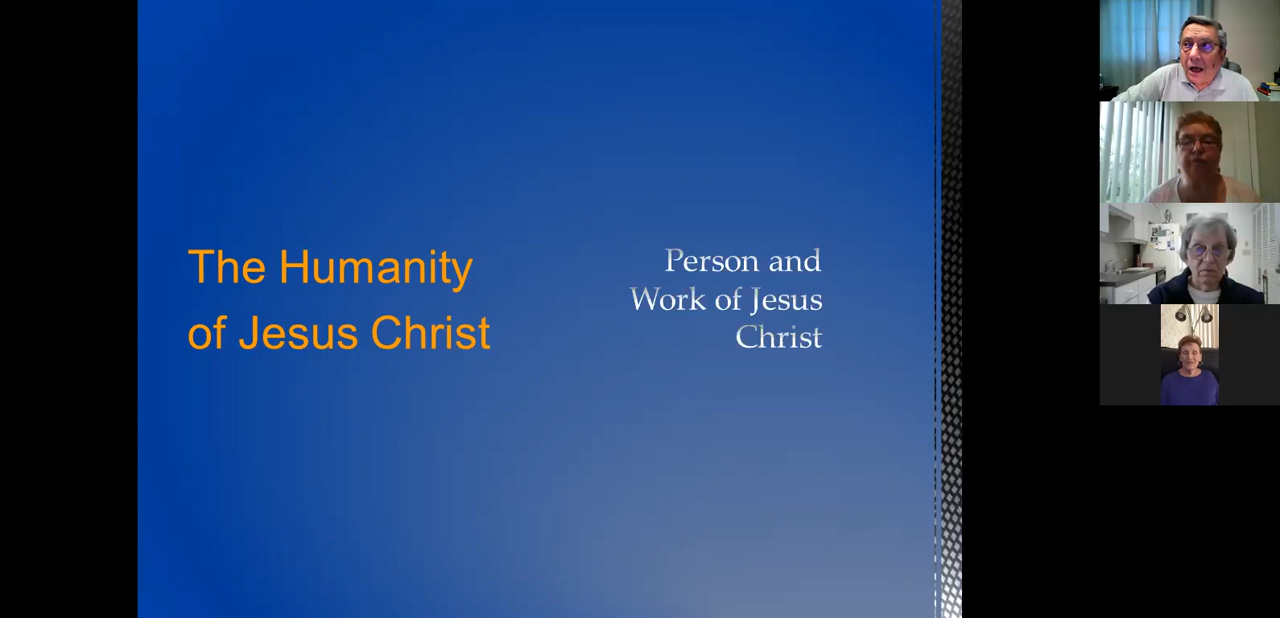 The Humanity
of Jesus Christ
Person and
Work of Jesus
Christ